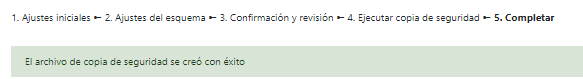 1. Ajustes iniciales ► 2. Ajustes del esquema ► 3. Confirmación y revisión ► 4. Ejecutar copia de seguridad ► 5. Completar
El archivo de copia de seguridad se creó con éxito